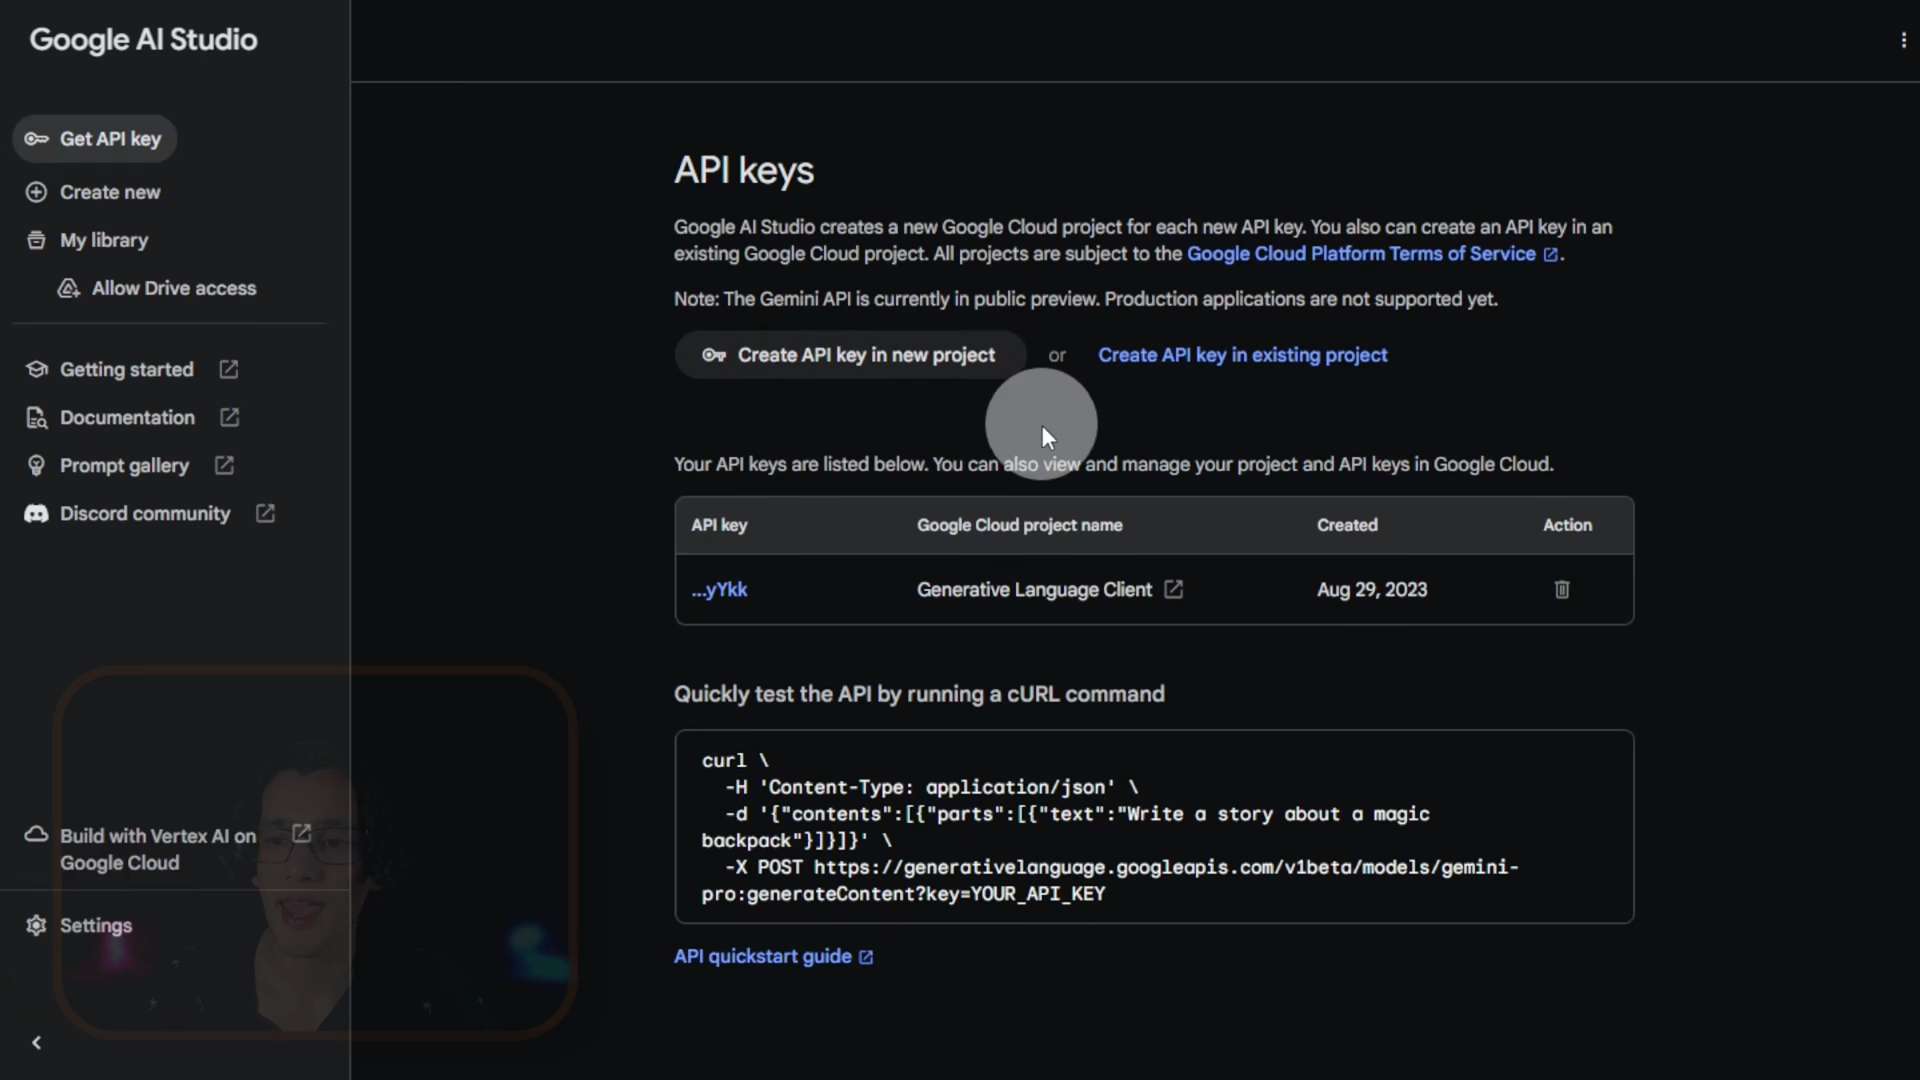 Google AI Studio
Get API key
Create new
My library
Allow Drive access
Getting started
Documentation
Prompt gallery
Discord community
Build with Vertex AI on
Google Cloud
Settings
API keys
Google AI Studio creates a new Google Cloud project for each new API key. You also can create an API key in an
existing Google Cloud project. All projects are subject to the Google Cloud Platform Terms of Service.
Note: The Gemini API is currently in public preview. Production applications are not supported yet.
Create API key in new project or Create API key in existing project
Your API keys are listed below. You can also view and manage your project and API keys in Google Cloud.
API key Google Cloud project name Created Action
...yYkk Generative Language Client Aug 29, 2023
Quickly test the API by running a cURL command
curl \
-H 'Content-Type: application/json' \
-d '{"contents":[{"parts":[{"text":"Write a story about a magic
backpack"}]}]}' \
-X POST https://generativelanguage.googleapis.com/v1beta/models/gemini-
pro:generateContent?key=YOUR_API_KEY
API quickstart guide